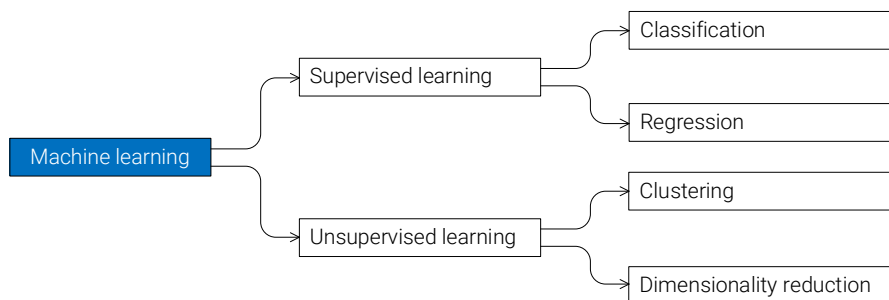 Machine learning
Supervised learning
Classification
Regression
Unsupervised learning
Clustering
Dimensionality reduction